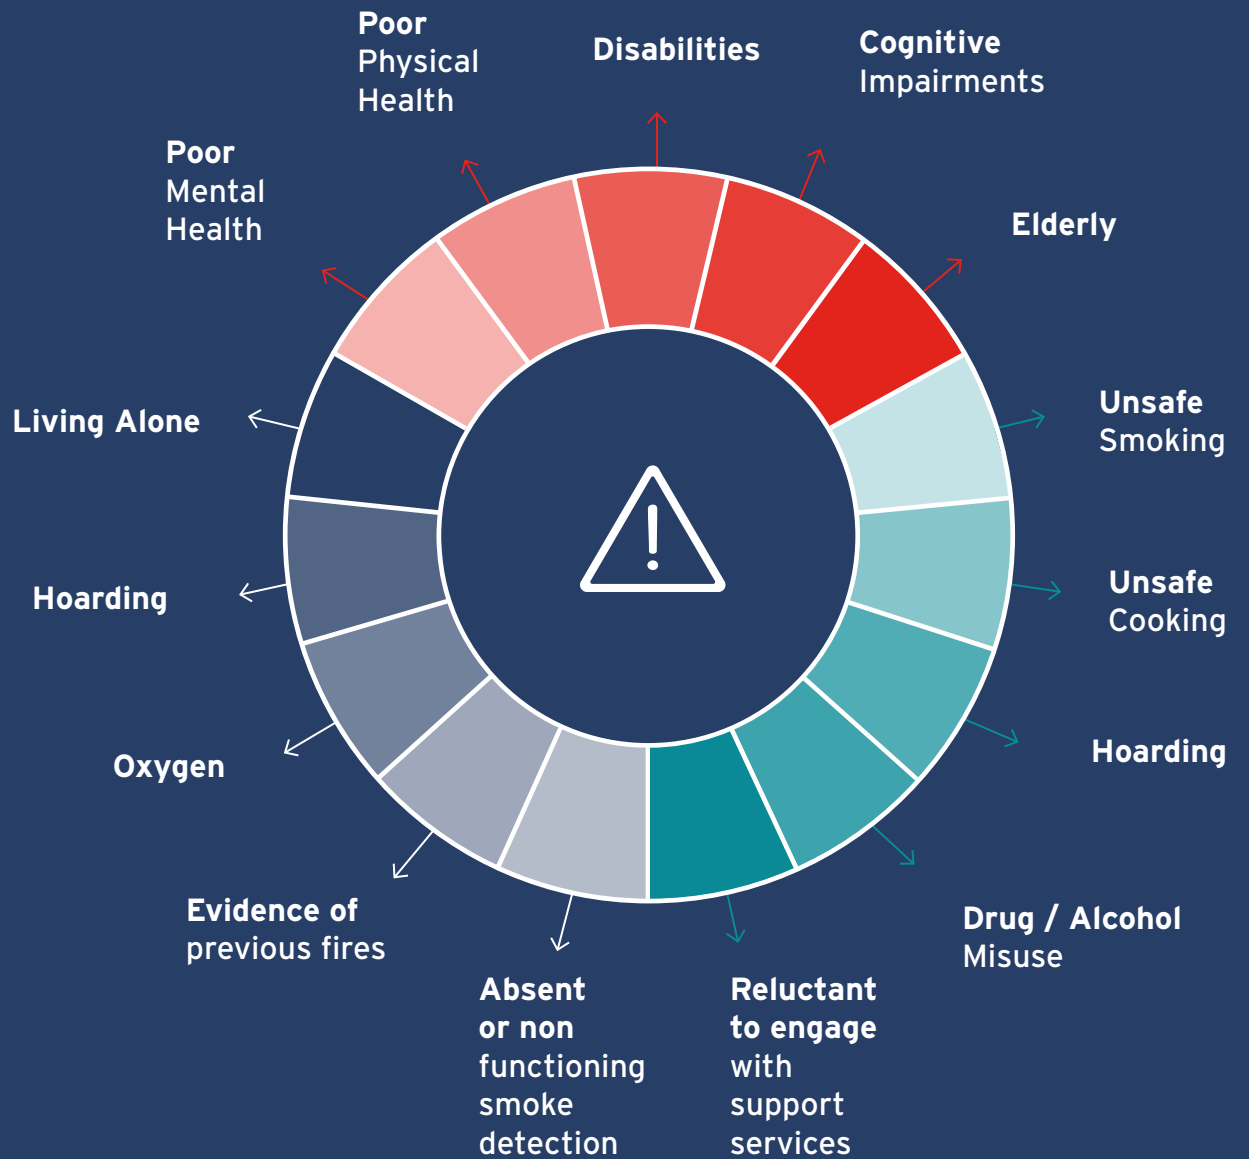 Poor
Physical
Health
Disabilities
Cognitive
Impairments
Poor
Mental
Health
Elderly
Living Alone
Unsafe
Smoking
Hoarding
Unsafe
Cooking
Oxygen
Hoarding
Evidence of
previous fires
Drug / Alcohol
Misuse
Absent
or non
functioning
smoke
detection
Reluctant
to engage
with
support
services